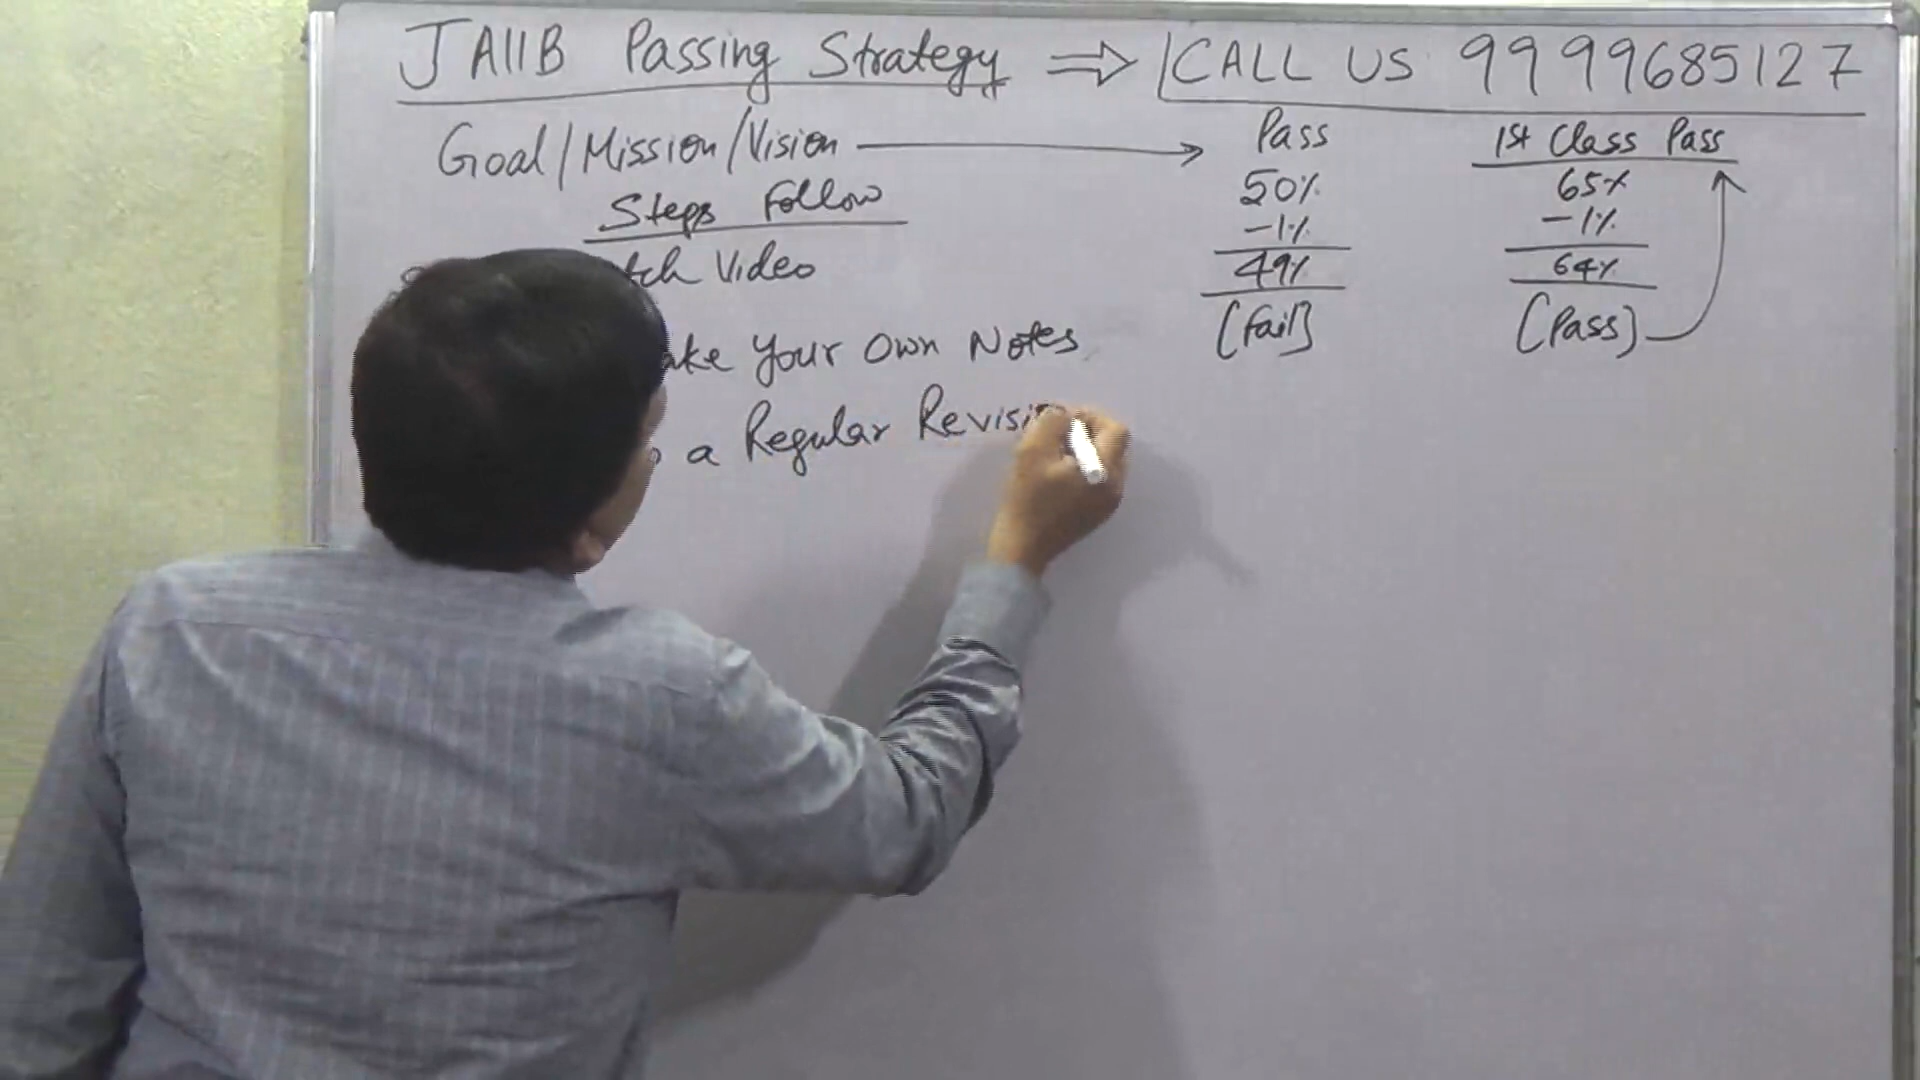 JAIIB Passing Strategy ⇒ CALL US 9999685127
Goal/Mission/Vision → Pass 1st Class Pass
Steps Follow 50% 65%
-1% -1%
tch Video 49% 64%
ake Your Own Notes [Fail] [Pass]
a Regular Revisi